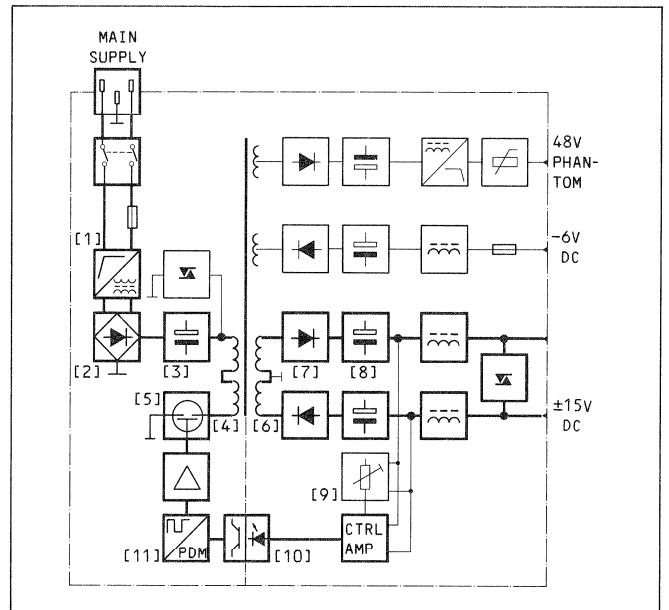 MAIN
SUPPLY
48V
PHAN-
TOM
[1]
-6V
DC
[2]
[3]
[7]
[8]
[5]
[4]
[6]
±15V
DC
[9]
[11]
PDM
[10]
CTRL
AMP